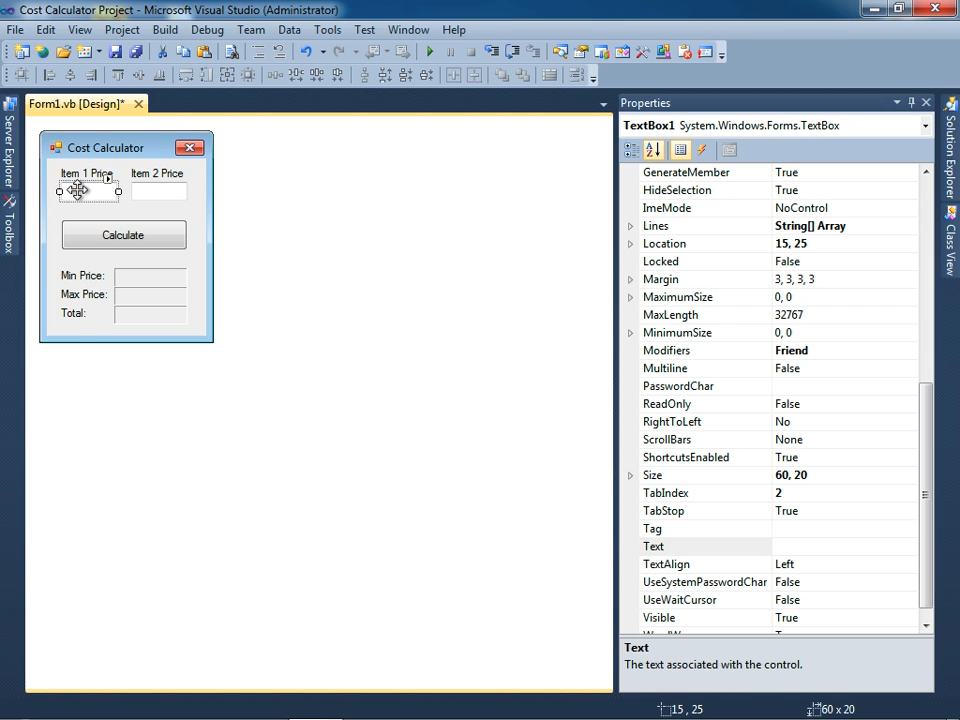 Cost Calculator Project - Microsoft Visual Studio (Administrator)
File Edit View Project Build Debug Team Data Tools Test Window Help
Form1.vb [Design]*
Server Explorer
Toolbox
Cost Calculator
Item 1 Price Item 2 Price
Calculate
Min Price:
Max Price:
Total:
Properties
TextBox1 System.Windows.Forms.TextBox
GenerateMember True
HideSelection True
ImeMode NoControl
Lines String[] Array
Location 15, 25
Locked False
Margin 3, 3, 3, 3
MaximumSize 0, 0
MaxLength 32767
MinimumSize 0, 0
Modifiers Friend
Multiline False
PasswordChar
ReadOnly False
RightToLeft No
ScrollBars None
ShortcutsEnabled True
Size 60, 20
TabIndex 2
TabStop True
Tag
Text
TextAlign Left
UseSystemPasswordChar False
UseWaitCursor False
Visible True
Text
The text associated with the control.
Solution Explorer
Class View
15 , 25 60 x 20